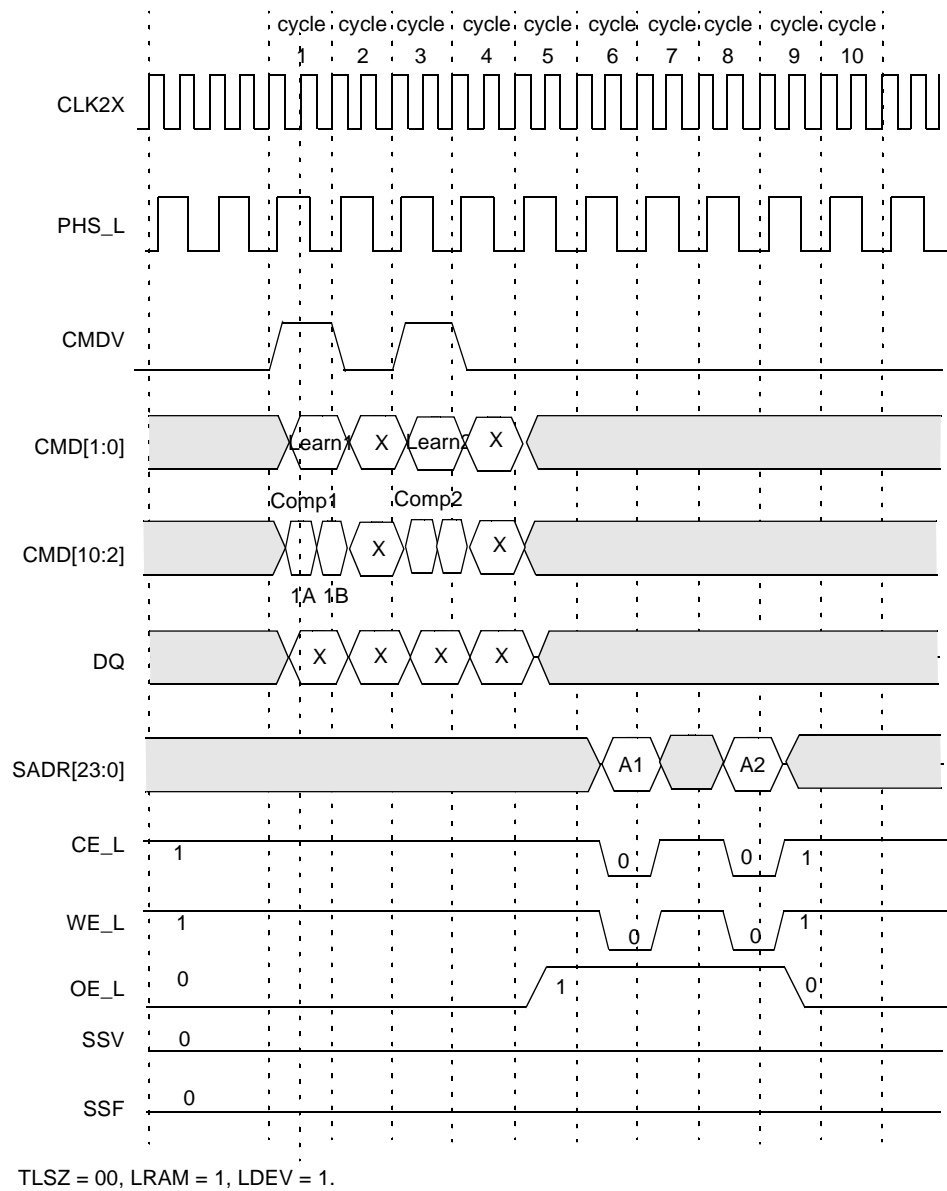 cycle cycle cycle cycle cycle cycle cycle cycle cycle cycle
1 2 3 4 5 6 7 8 9 10
CLK2X
PHS_L
CMDV
CMD[1:0] Learn1 X Learn2 X
Comp1 Comp2
CMD[10:2] X X
1A 1B
DQ X X X X
SADR[23:0] A1 A2
CE_L 1 0 0 1
WE_L 1 0 0 1
OE_L 0 1 0
SSV 0
SSF 0
TLSZ = 00, LRAM = 1, LDEV = 1.